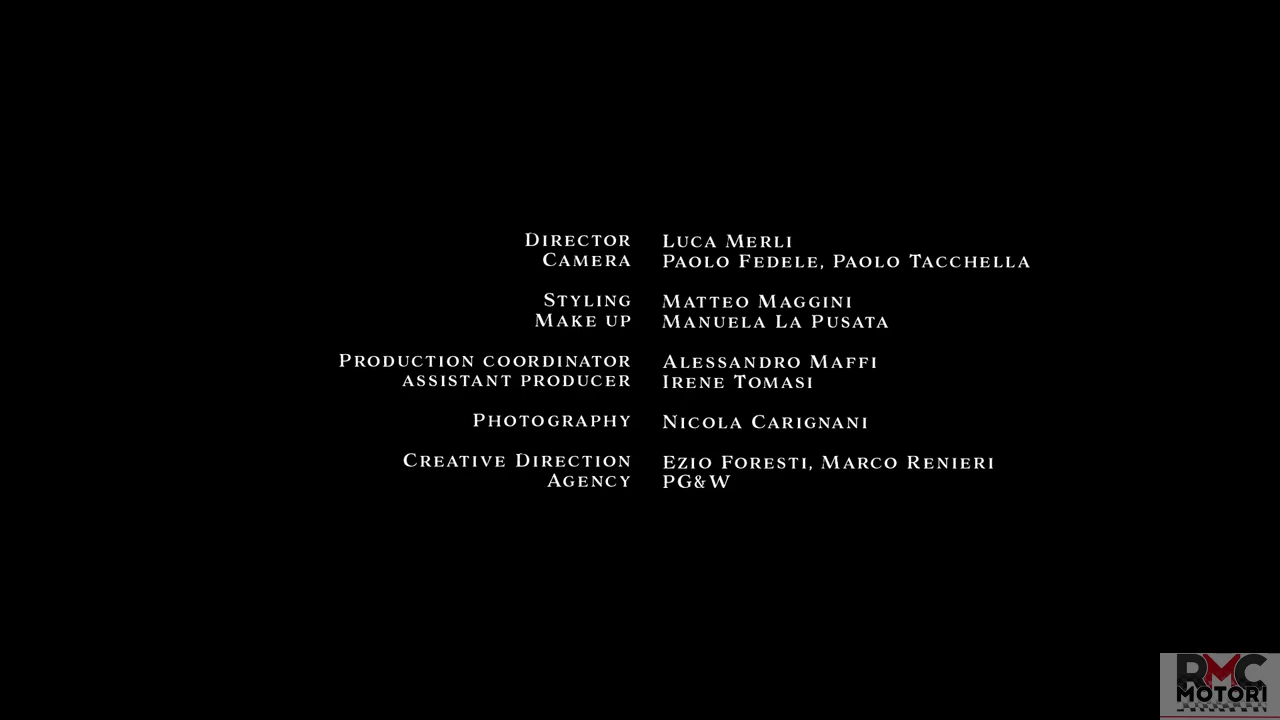 Director Luca Merli
Camera Paolo Fedele, Paolo Tacchella
Styling Matteo Maggini
Make up Manuela La Pusata
Production coordinator Alessandro Maffi
assistant producer Irene Tomasi
Photography Nicola Carignani
Creative Direction Ezio Foresti, Marco Renieri
Agency PG&W
RMC
MOTORI